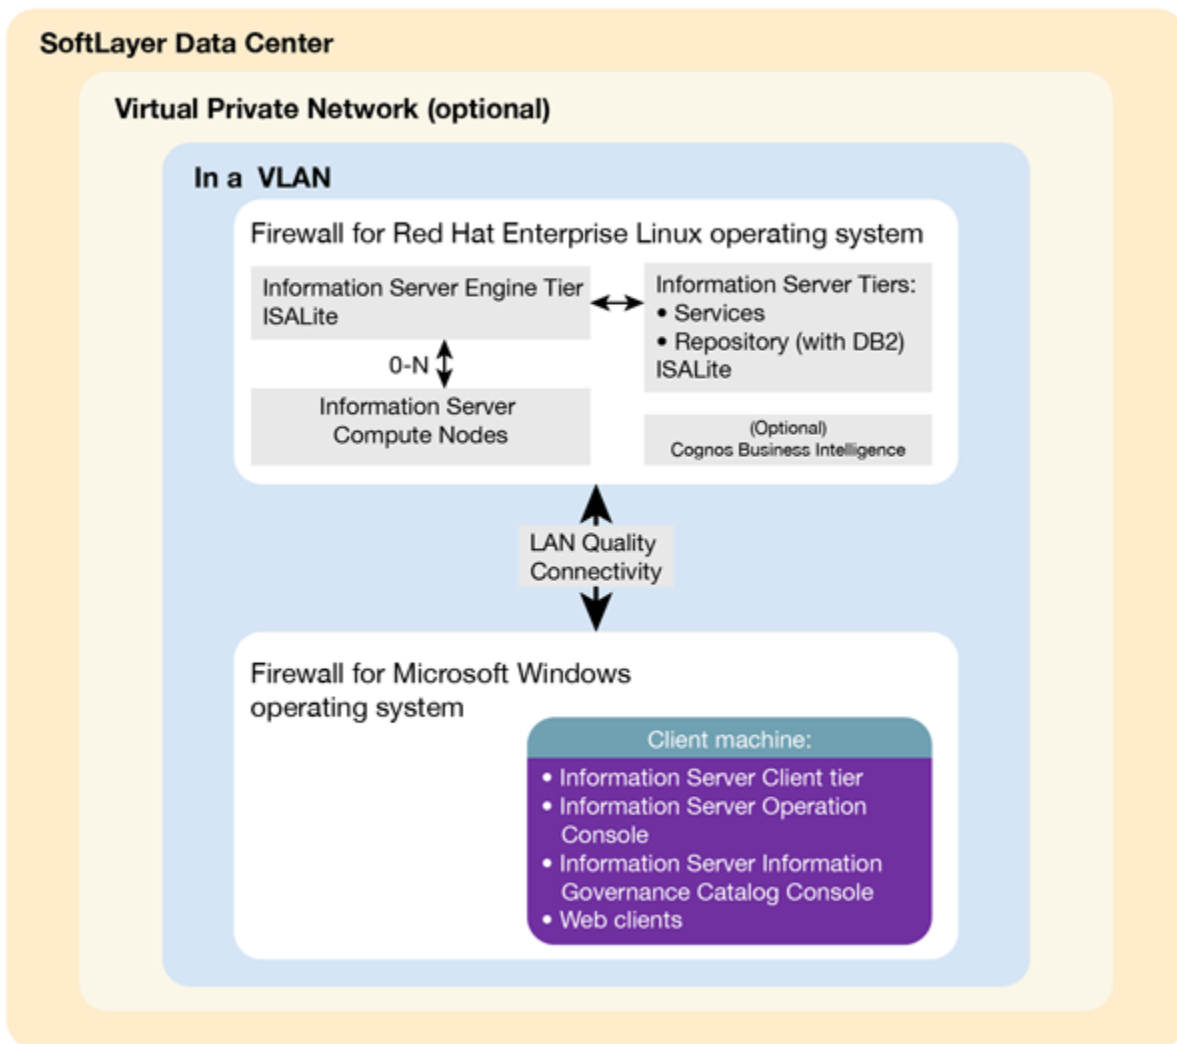 SoftLayer Data Center
Virtual Private Network (optional)
In a VLAN
Firewall for Red Hat Enterprise Linux operating system
Information Server Engine Tier
ISALite
Information Server Tiers:
• Services
• Repository (with DB2)
ISALite
0-N
Information Server
Compute Nodes
(Optional)
Cognos Business Intelligence
LAN Quality
Connectivity
Firewall for Microsoft Windows
operating system
Client machine:
• Information Server Client tier
• Information Server Operation
Console
• Information Server Information
Governance Catalog Console
• Web clients